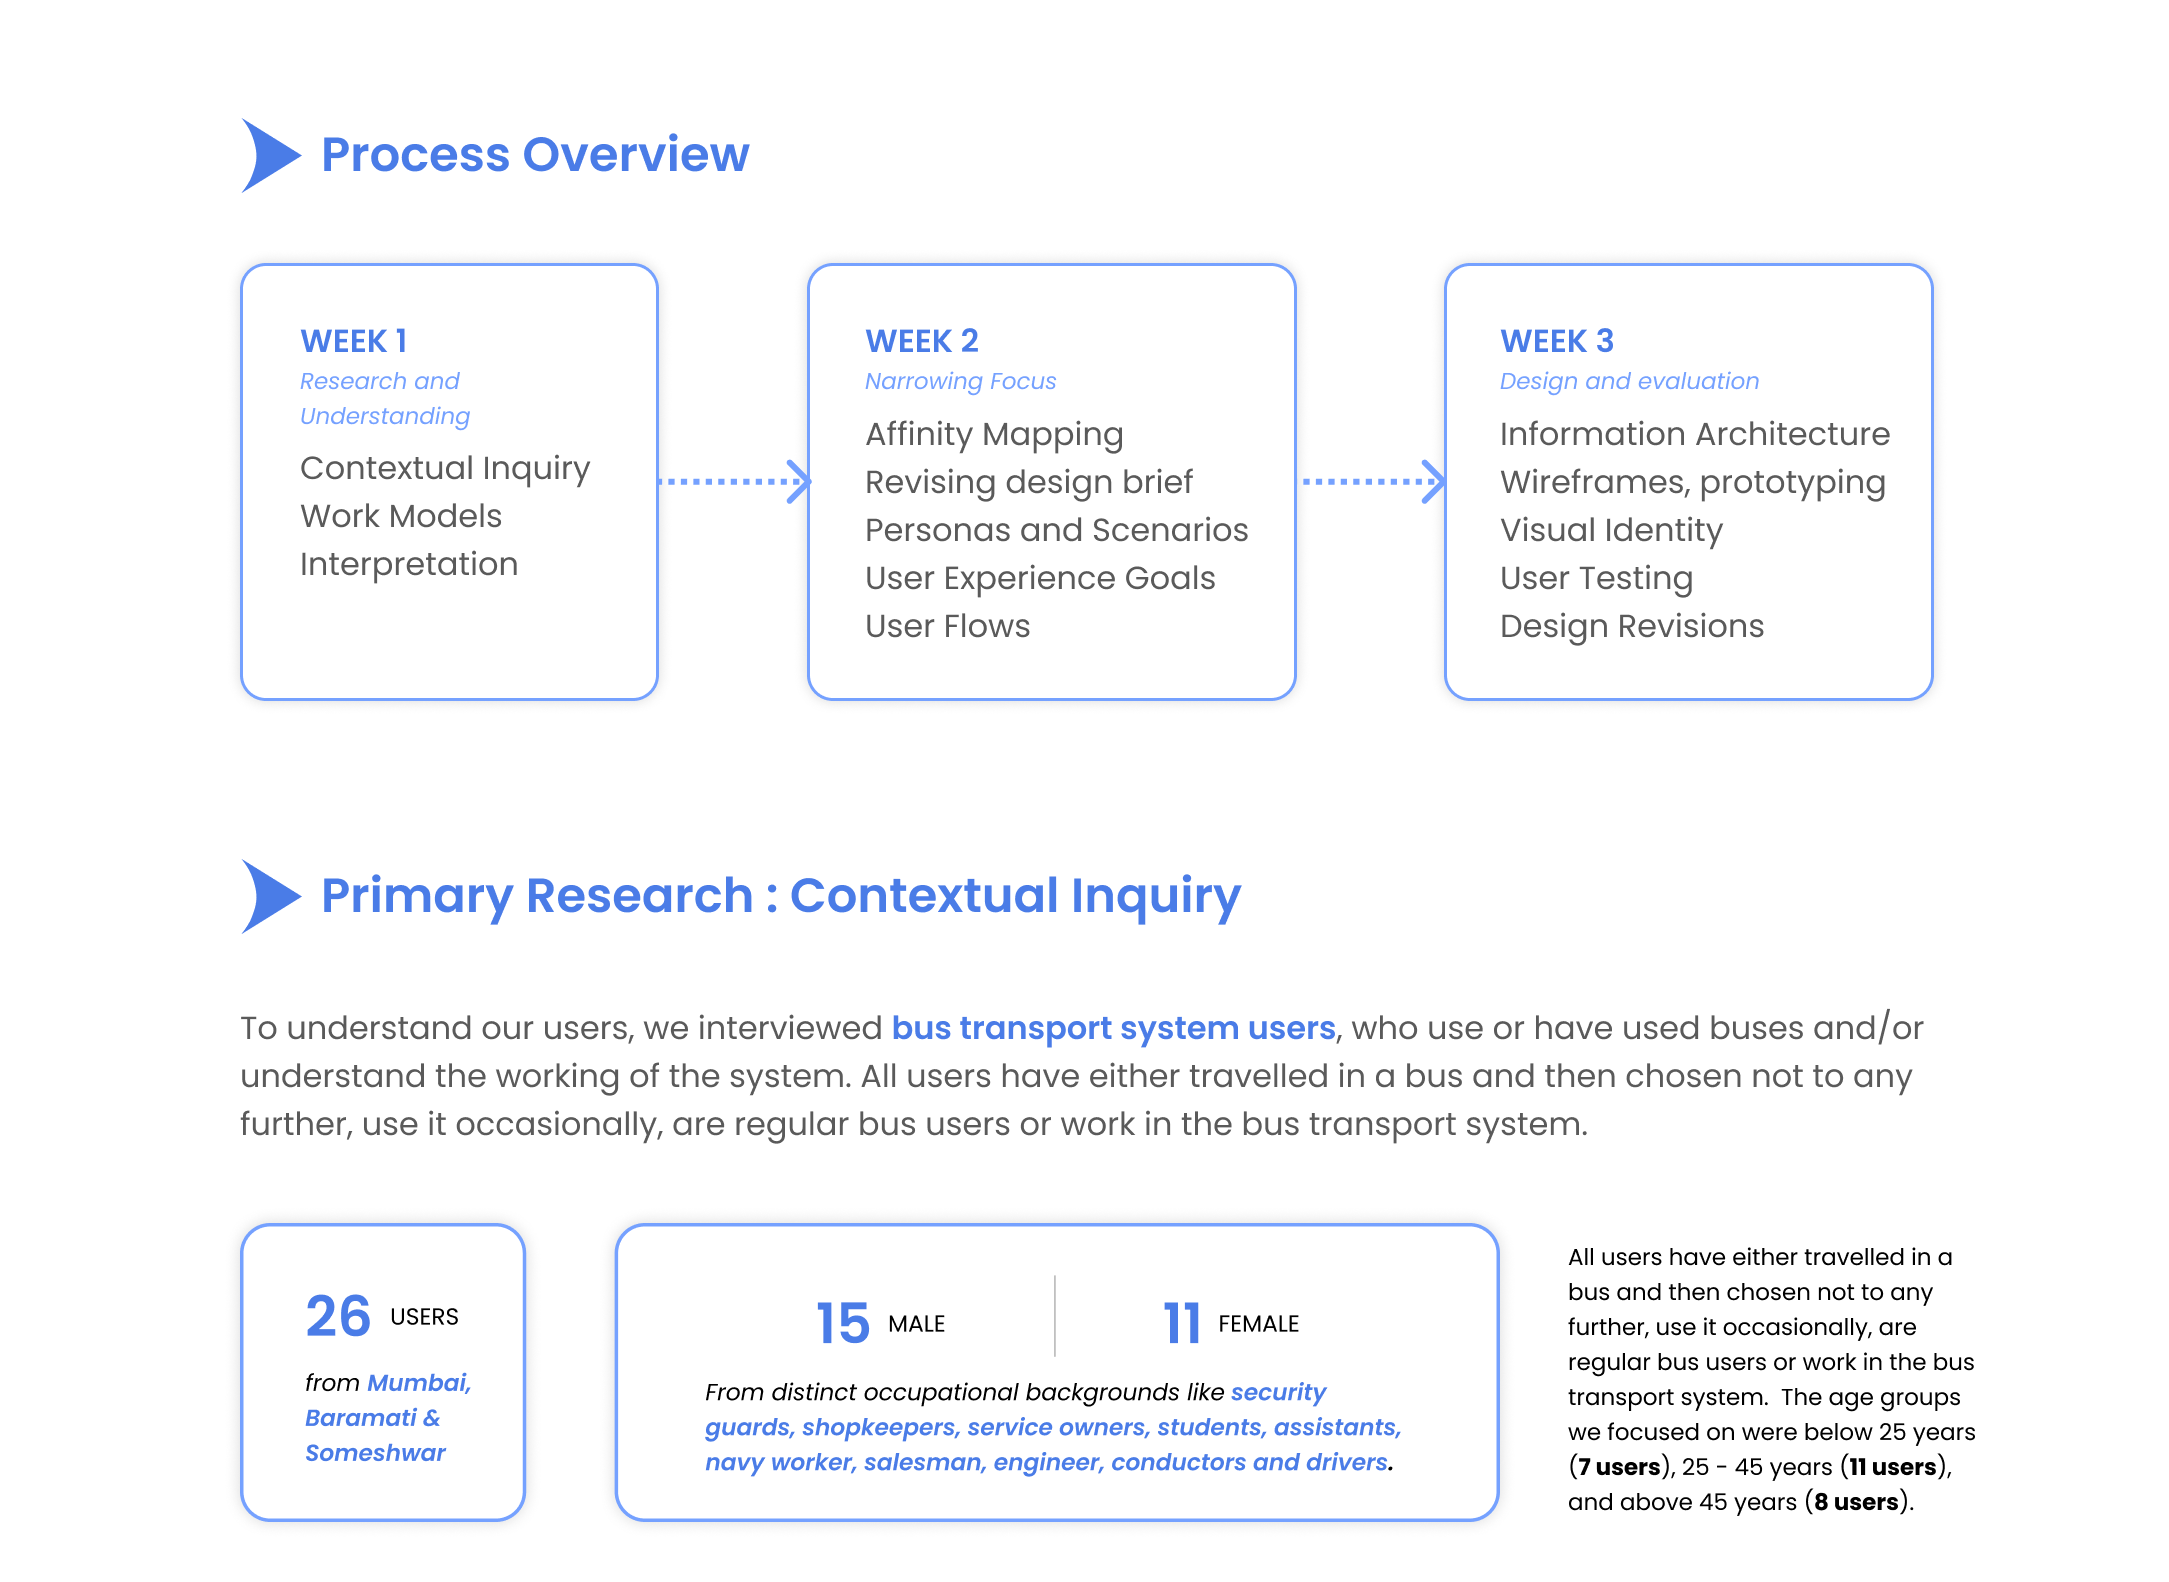 Process Overview
WEEK 1
Research and
Understanding
Contextual Inquiry
Work Models
Interpretation
WEEK 2
Narrowing Focus
Affinity Mapping
Revising design brief
Personas and Scenarios
User Experience Goals
User Flows
WEEK 3
Design and evaluation
Information Architecture
Wireframes, prototyping
Visual Identity
User Testing
Design Revisions
Primary Research : Contextual Inquiry
To understand our users, we interviewed bus transport system users, who use or have used buses and/or
understand the working of the system. All users have either travelled in a bus and then chosen not to any
further, use it occasionally, are regular bus users or work in the bus transport system.
26 USERS
from Mumbai,
Baramati &
Someshwar
15 MALE
11 FEMALE
From distinct occupational backgrounds like security
guards, shopkeepers, service owners, students, assistants,
navy worker, salesman, engineer, conductors and drivers.
All users have either travelled in a
bus and then chosen not to any
further, use it occasionally, are
regular bus users or work in the bus
transport system.  The age groups
we focused on were below 25 years
(7 users), 25 - 45 years (11 users),
and above 45 years (8 users).